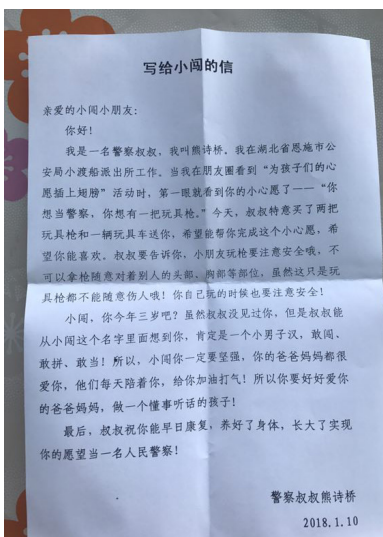 写给小闯的信
亲爱的小闯小朋友:
你好!
我是一名警察叔叔,我叫熊诗桥。我在湖北省恩施市公
安局小渡船派出所工作。当我在朋友圈看到“为孩子们的心
愿插上翅膀”活动时,第一眼就看到你的小心愿了——“你
想当警察,你想有一把玩具枪。”今天,叔叔特意买了两把
玩具枪和一辆玩具车送你,希望能帮你完成这个小心愿,希
望你能喜欢。叔叔要告诉你,小朋友玩枪要注意安全哦,不
可以拿枪随意对着别人的头部、胸部等部位,虽然这只是玩
具枪都不能随意伤人哦!你自己玩的时候也要注意安全!
小闯,你今年三岁吧?虽然叔叔没见过你,但是叔叔能
从小闯这个名字里面想到你,肯定是一个小男子汉,敢闯、
敢拼、敢当!所以,小闯你一定要坚强,你的爸爸妈妈都很
爱你,他们每天陪着你,给你加油打气!所以你要好好爱你
的爸爸妈妈,做一个懂事听话的孩子!
最后,叔叔祝你能早日康复,养好了身体,长大了实现
你的愿望当一名人民警察!
警察叔叔熊诗桥
2018.1.10